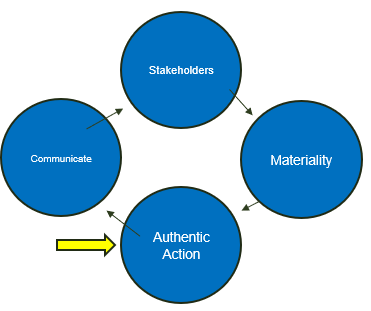 Stakeholders
Communicate
Materiality
Authentic
Action